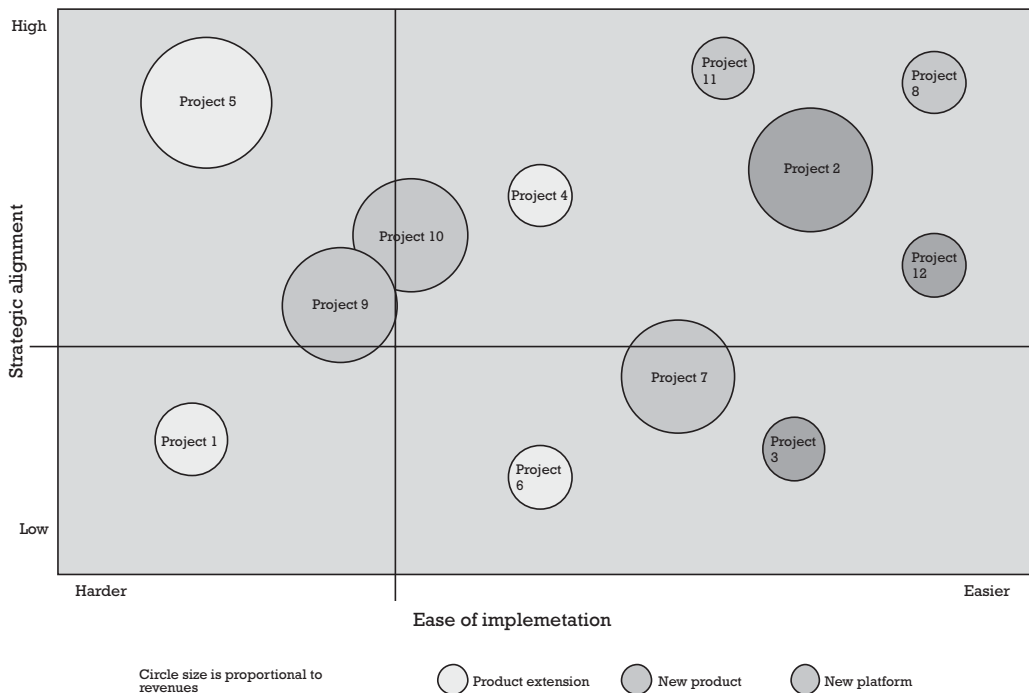 High
Project 5
Project
11
Project
8
Project 2
Project 4
Project 10
Project
12
Project 9
Strategic alignment
Project 7
Project 1
Project
3
Project
6
Low
Harder
Easier
Ease of implemetation
Circle size is proportional to
revenues
Product extension
New product
New platform